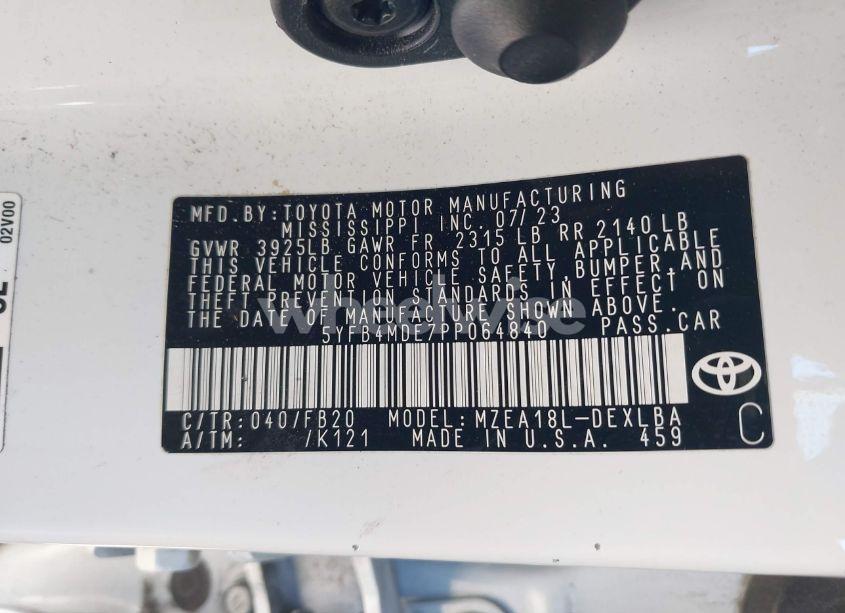 02V00
MFD.BY:TOYOTA MOTOR MANUFACTURING
MISSISSIPPI INC. 07/23
GVWR 3925LB GAWR FR 2315 LB RR 2140 LB
THIS VEHICLE CONFORMS TO ALL APPLICABLE
FEDERAL MOTOR VEHICLE SAFETY, BUMPER, AND
THEFT PREVENTION STANDARDS IN EFFECT ON
THE DATE OF MANUFACTURE SHOWN ABOVE.
5YFB4MDE7PP064840 PASS.CAR
wheelwise
C/TR: 040/FB20 MODEL: MZEA18L-DEXLBA
A/TM: /K121 MADE IN U.S.A. 459
C